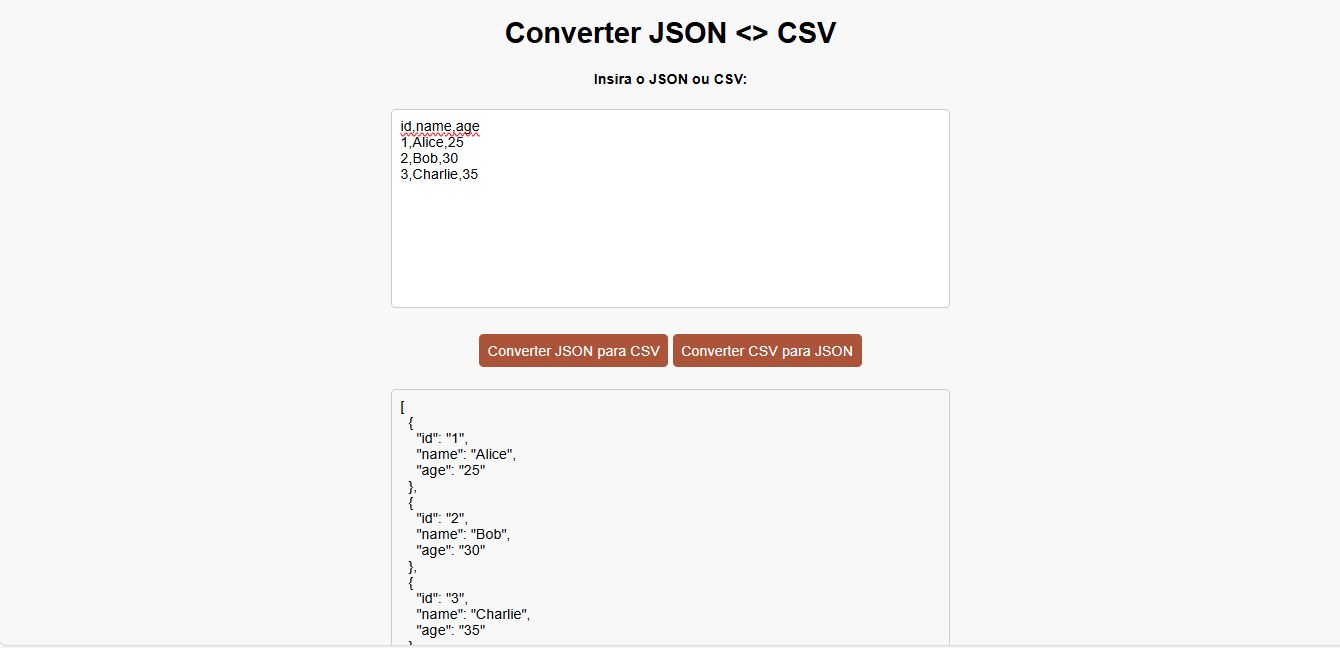 Converter JSON <> CSV
Insira o JSON ou CSV:
id,name,age
1,Alice,25
2,Bob,30
3,Charlie,35
Converter JSON para CSV
Converter CSV para JSON
[
  {
    "id": "1",
    "name": "Alice",
    "age": "25"
  },
  {
    "id": "2",
    "name": "Bob",
    "age": "30"
  },
  {
    "id": "3",
    "name": "Charlie",
    "age": "35"